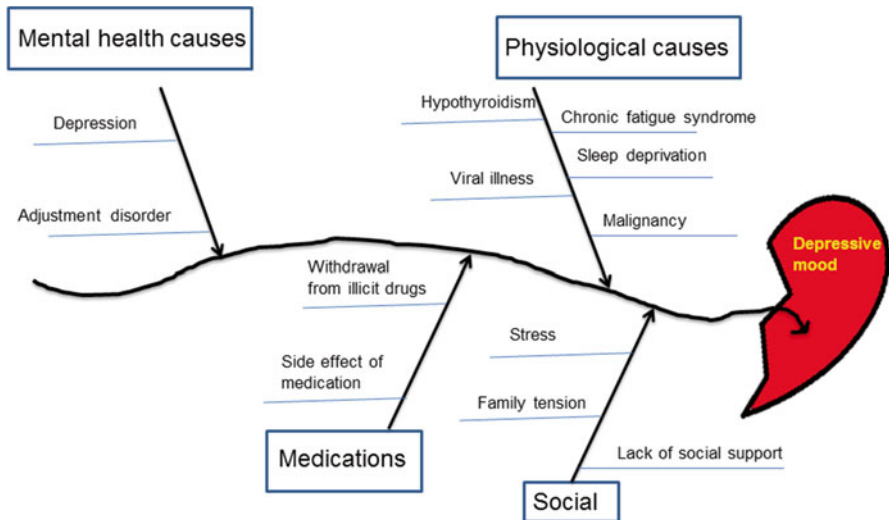 Mental health causes
Physiological causes
Hypothyroidism
Chronic fatigue syndrome
Depression
Sleep deprivation
Viral illness
Adjustment disorder
Malignancy
Depressive
mood
Withdrawal
from illicit drugs
Stress
Side effect of
medication
Family tension
Medications
Lack of social support
Social